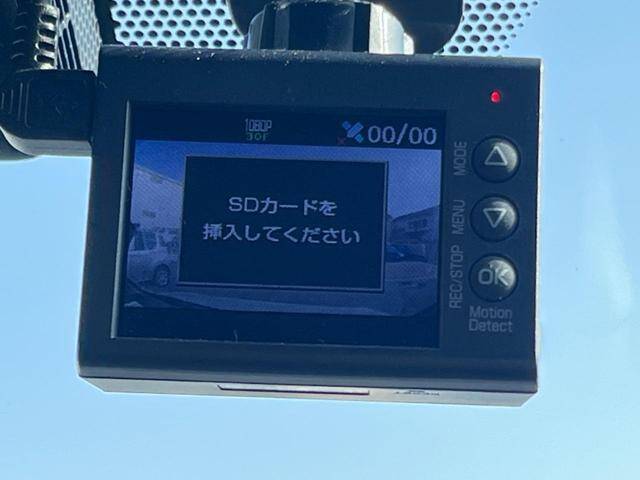 1080P
30F
00/00
SDカードを
挿入してください
MODE
MENU
REC/STOP
OK
Motion
Detect